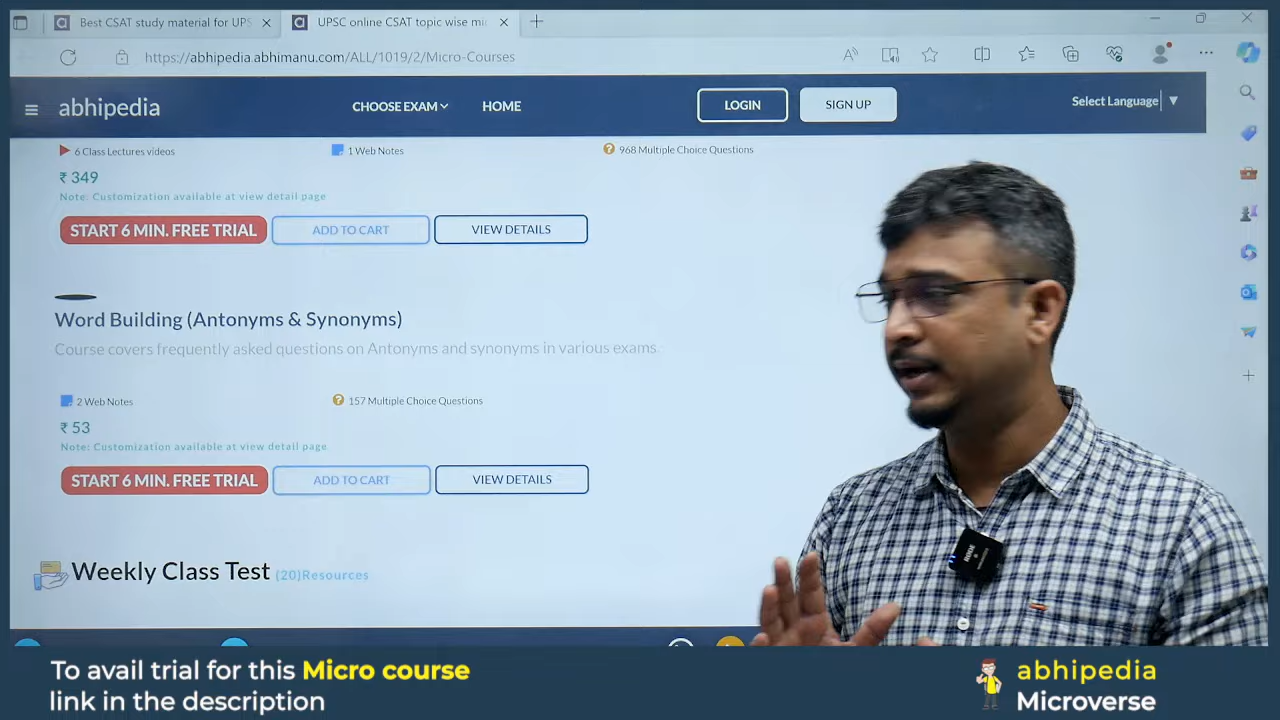 Best CSAT study material for UPS
UPSC online CSAT topic wise mi
https://abhipedia.abhimanu.com/ALL/1019/2/Micro-Courses
abhipedia
CHOOSE EXAM
HOME
LOGIN
SIGN UP
Select Language
6 Class Lectures videos
1 Web Notes
968 Multiple Choice Questions
₹ 349
Note: Customization available at view detail page
START 6 MIN. FREE TRIAL
ADD TO CART
VIEW DETAILS
Word Building (Antonyms & Synonyms)
Course covers frequently asked questions on Antonyms and synonyms in various exams.
2 Web Notes
157 Multiple Choice Questions
₹ 53
Note: Customization available at view detail page
START 6 MIN. FREE TRIAL
ADD TO CART
VIEW DETAILS
Weekly Class Test (20)Resources
To avail trial for this Micro course
link in the description
abhipedia
Microverse